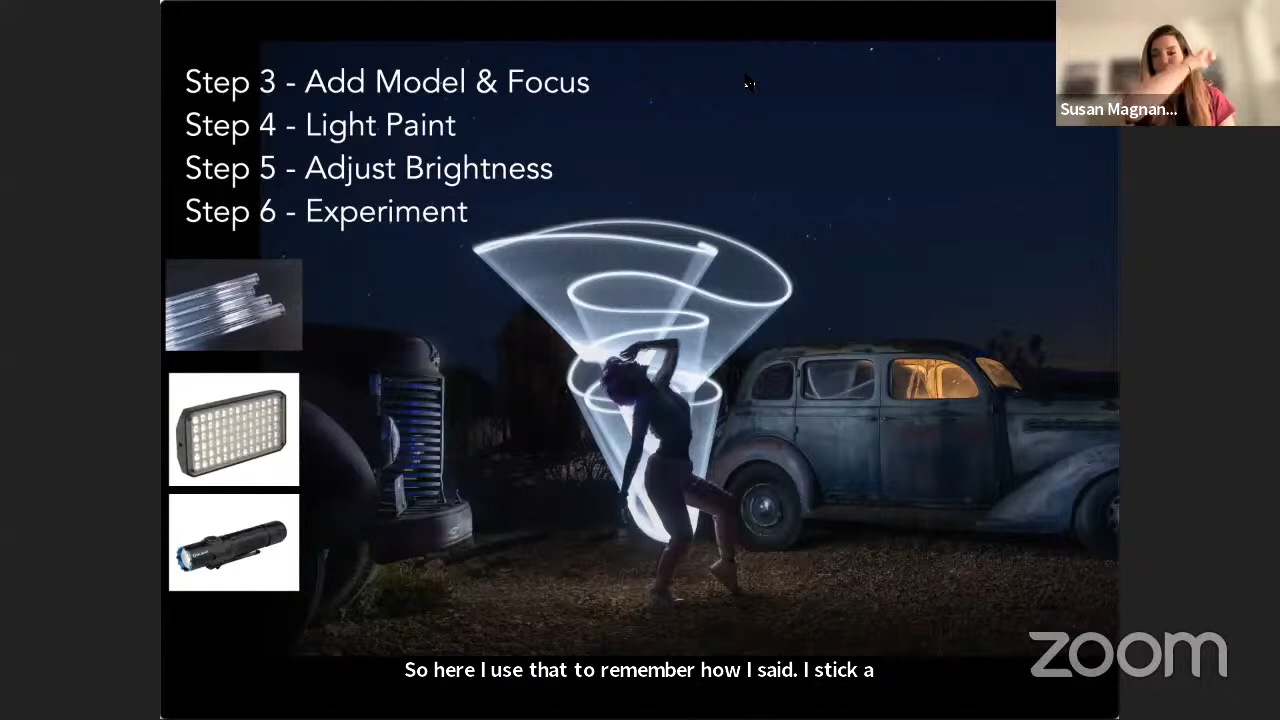 Step 3 - Add Model & Focus
Step 4 - Light Paint
Step 5 - Adjust Brightness
Step 6 - Experiment
Susan Magnan...
So here I use that to remember how I said. I stick a
zoom